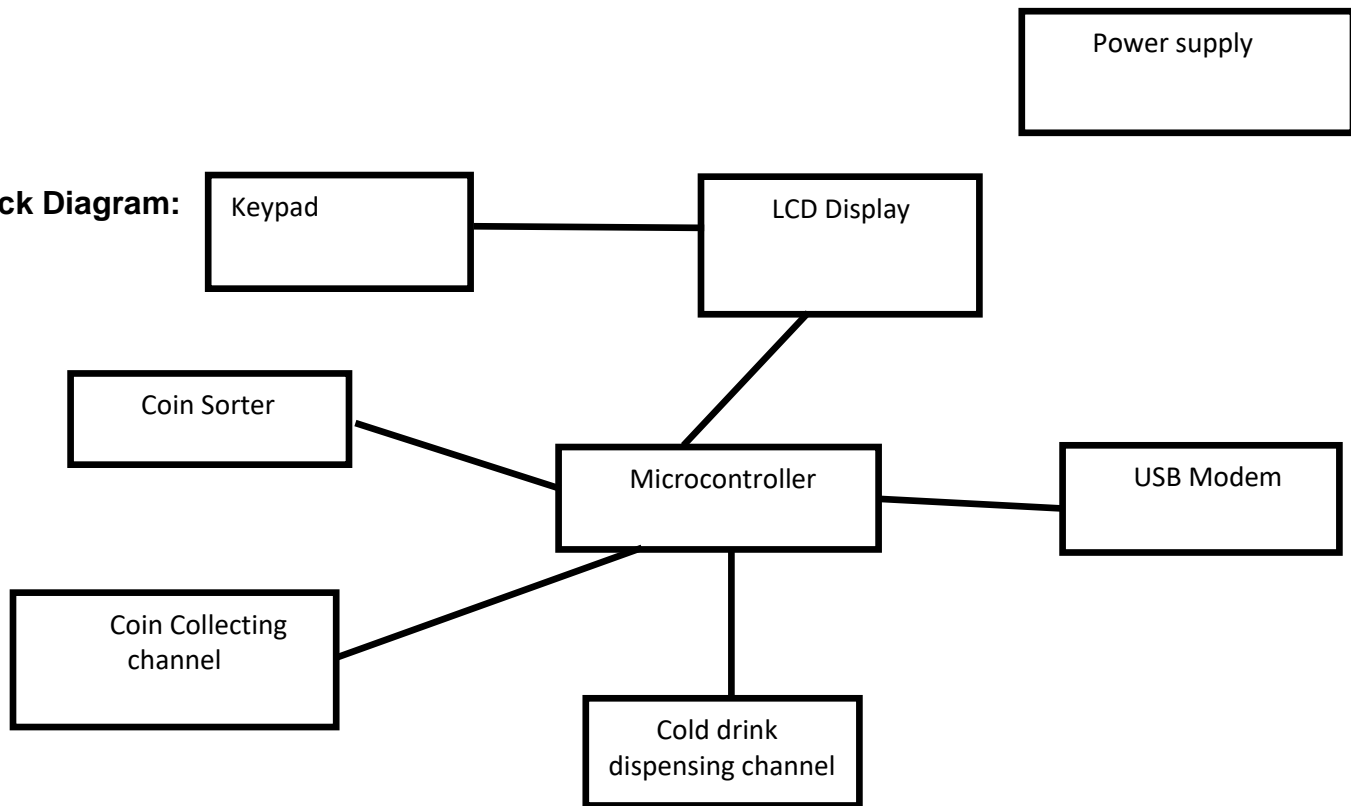 Power supply
ck Diagram:
Keypad
LCD Display
Coin Sorter
Microcontroller
USB Modem
Coin Collecting
channel
Cold drink
dispensing channel